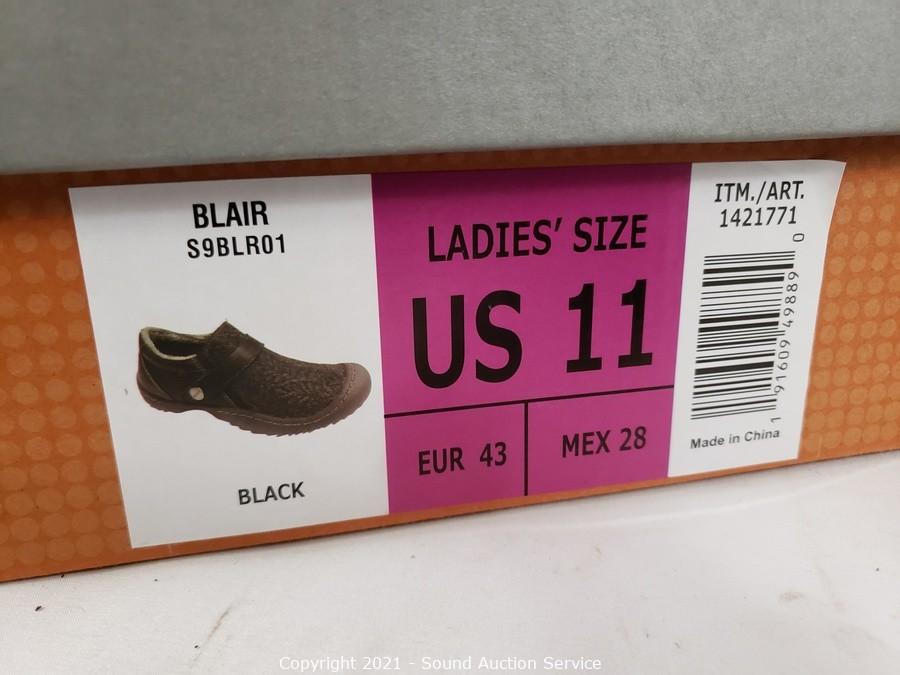 BLAIR
S9BLR01
BLACK
LADIES’ SIZE
US 11
EUR 43
MEX 28
ITM./ART.
1421771
1 91609 49889 0
Made in China
Copyright 2021 - Sound Auction Service